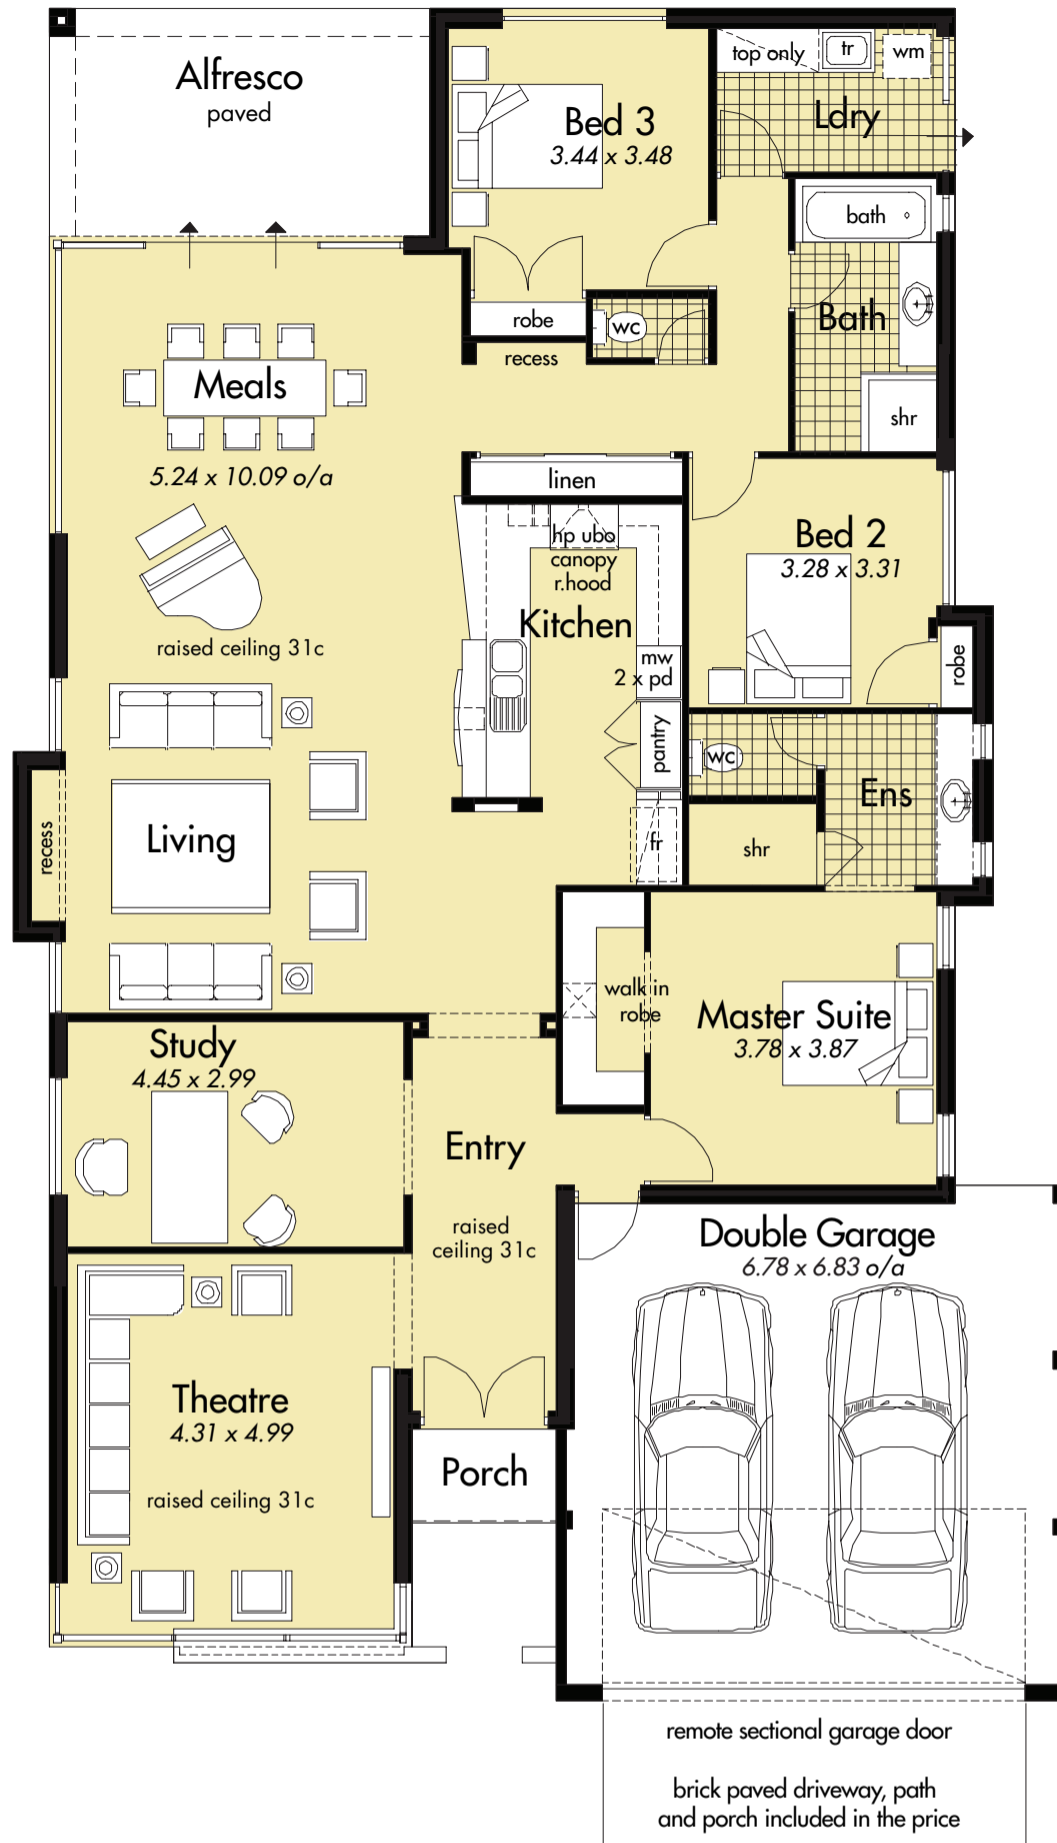 Alfresco
paved
Bed 3
3.44 x 3.48
top only
tr
wm
Ldry
bath
Bath
shr
robe
wc
recess
Meals
5.24 x 10.09 o/a
linen
hp ubo
canopy
r.hood
Kitchen
Bed 2
3.28 x 3.31
robe
raised ceiling 31c
mw
2 x pd
pantry
fr
wc
Ens
shr
recess
Living
walk in
robe
Master Suite
3.78 x 3.87
Study
4.45 x 2.99
Entry
raised
ceiling 31c
Double Garage
6.78 x 6.83 o/a
Theatre
4.31 x 4.99
raised ceiling 31c
Porch
remote sectional garage door
brick paved driveway, path
and porch included in the price